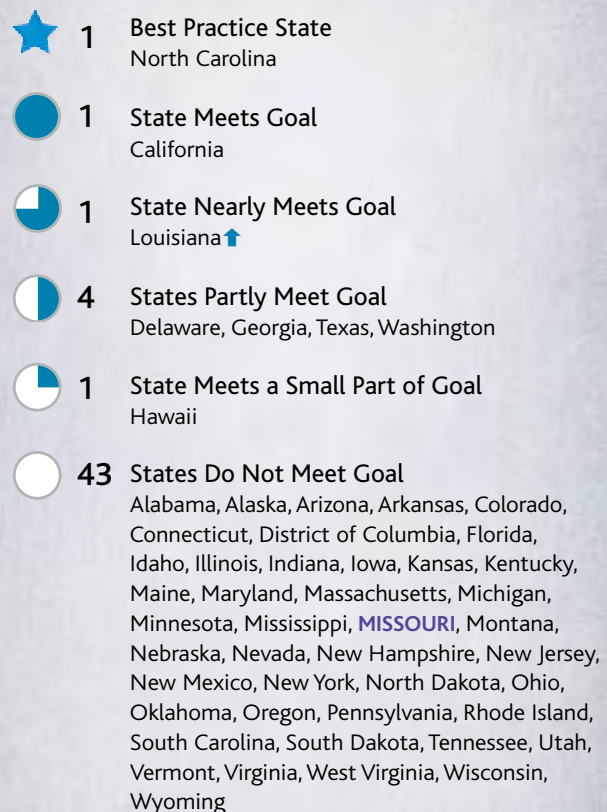 1 Best Practice State
North Carolina
1 State Meets Goal
California
1 State Nearly Meets Goal
Louisiana
4 States Partly Meet Goal
Delaware, Georgia, Texas, Washington
1 State Meets a Small Part of Goal
Hawaii
43 States Do Not Meet Goal
Alabama, Alaska, Arizona, Arkansas, Colorado,
Connecticut, District of Columbia, Florida,
Idaho, Illinois, Indiana, Iowa, Kansas, Kentucky,
Maine, Maryland, Massachusetts, Michigan,
Minnesota, Mississippi, MISSOURI, Montana,
Nebraska, Nevada, New Hampshire, New Jersey,
New Mexico, New York, North Dakota, Ohio,
Oklahoma, Oregon, Pennsylvania, Rhode Island,
South Carolina, South Dakota, Tennessee, Utah,
Vermont, Virginia, West Virginia, Wisconsin,
Wyoming